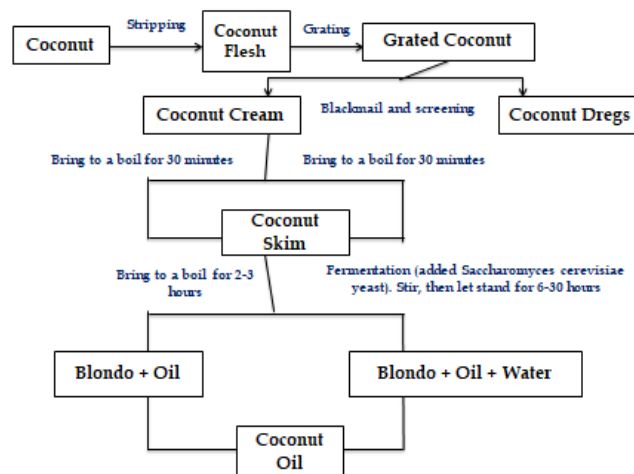 Stripping
Coconut
Coconut
Flesh
Grating
Grated Coconut
Coconut Cream
Blackmail and screening
Coconut Dregs
Bring to a boil for 30 minutes
Bring to a boil for 30 minutes
Coconut
Skim
Bring to a boil for 2-3
hours
Fermentation (added Saccharomyces cerevisiae
yeast). Stir, then let stand for 6-30 hours
Blondo + Oil
Blondo + Oil + Water
Coconut
Oil